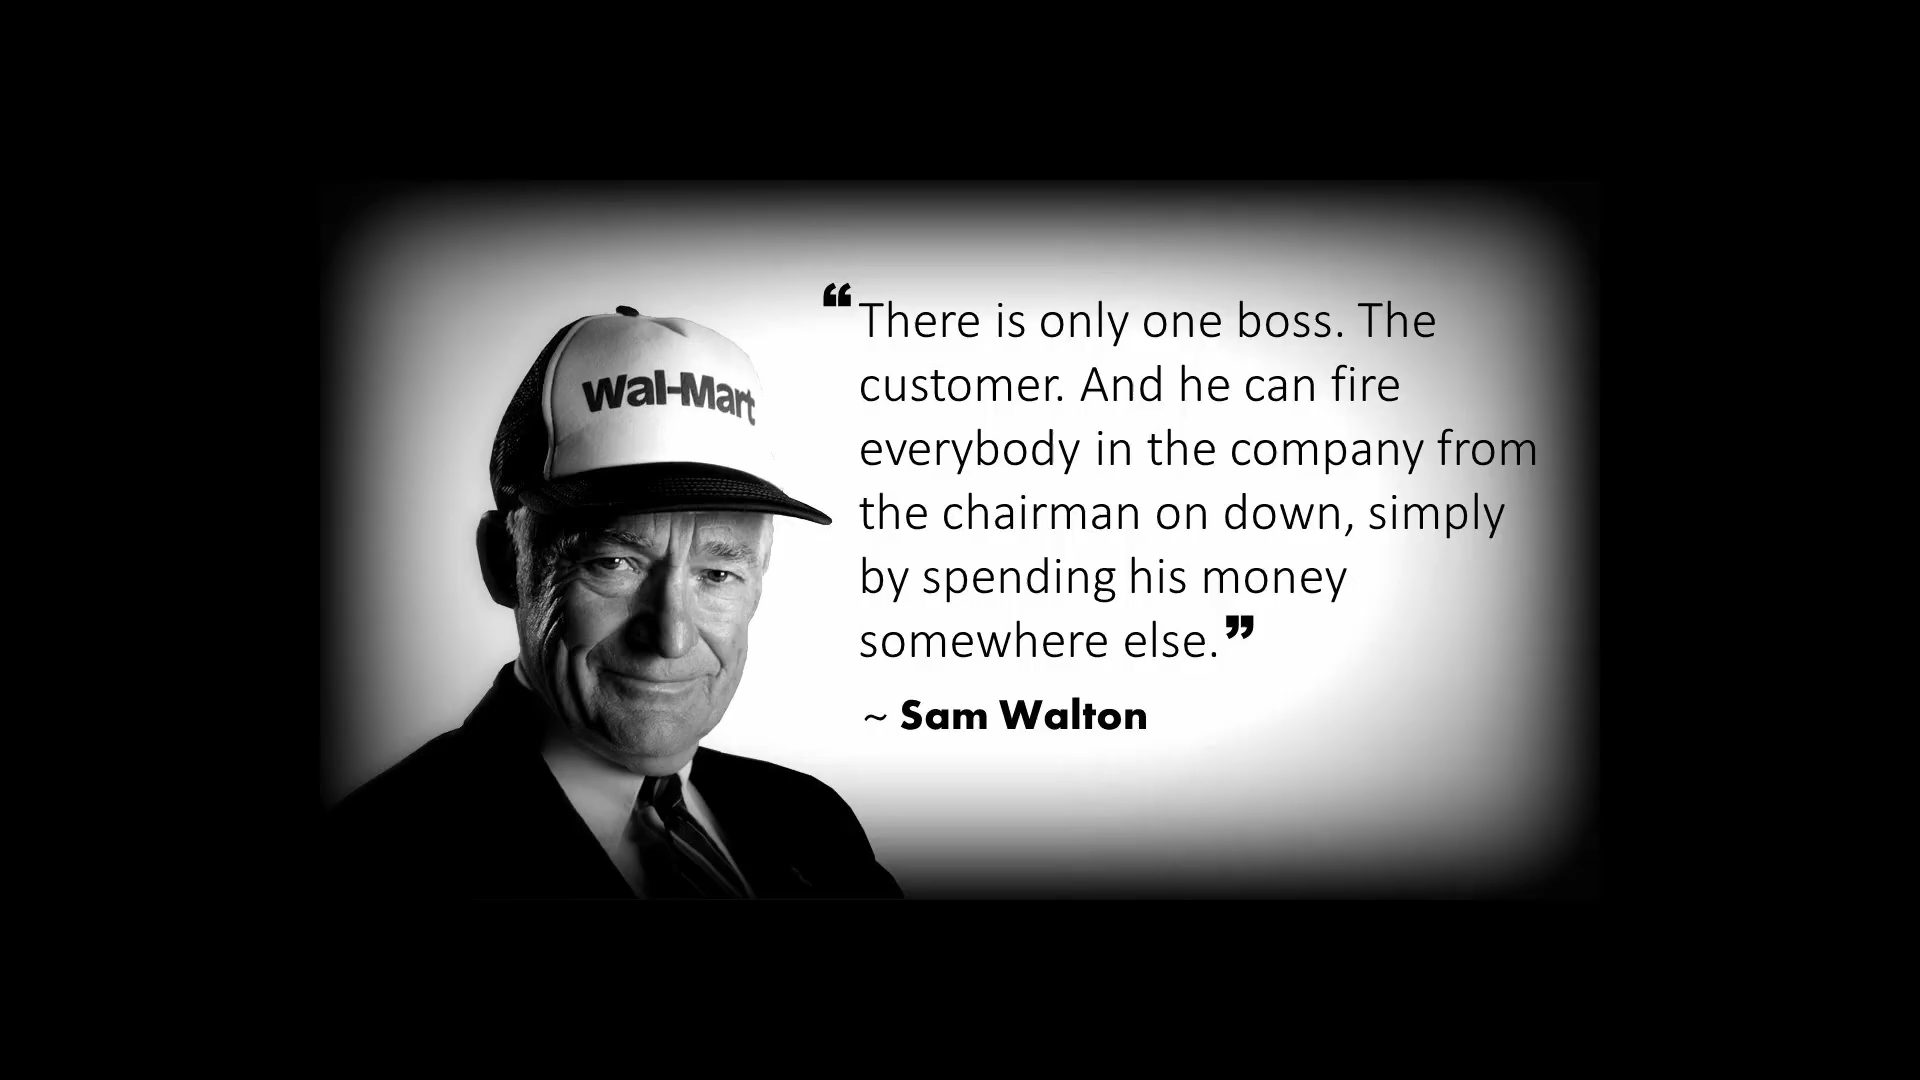 Wal-Mart
“There is only one boss. The
customer. And he can fire
everybody in the company from
the chairman on down, simply
by spending his money
somewhere else.”
~ Sam Walton